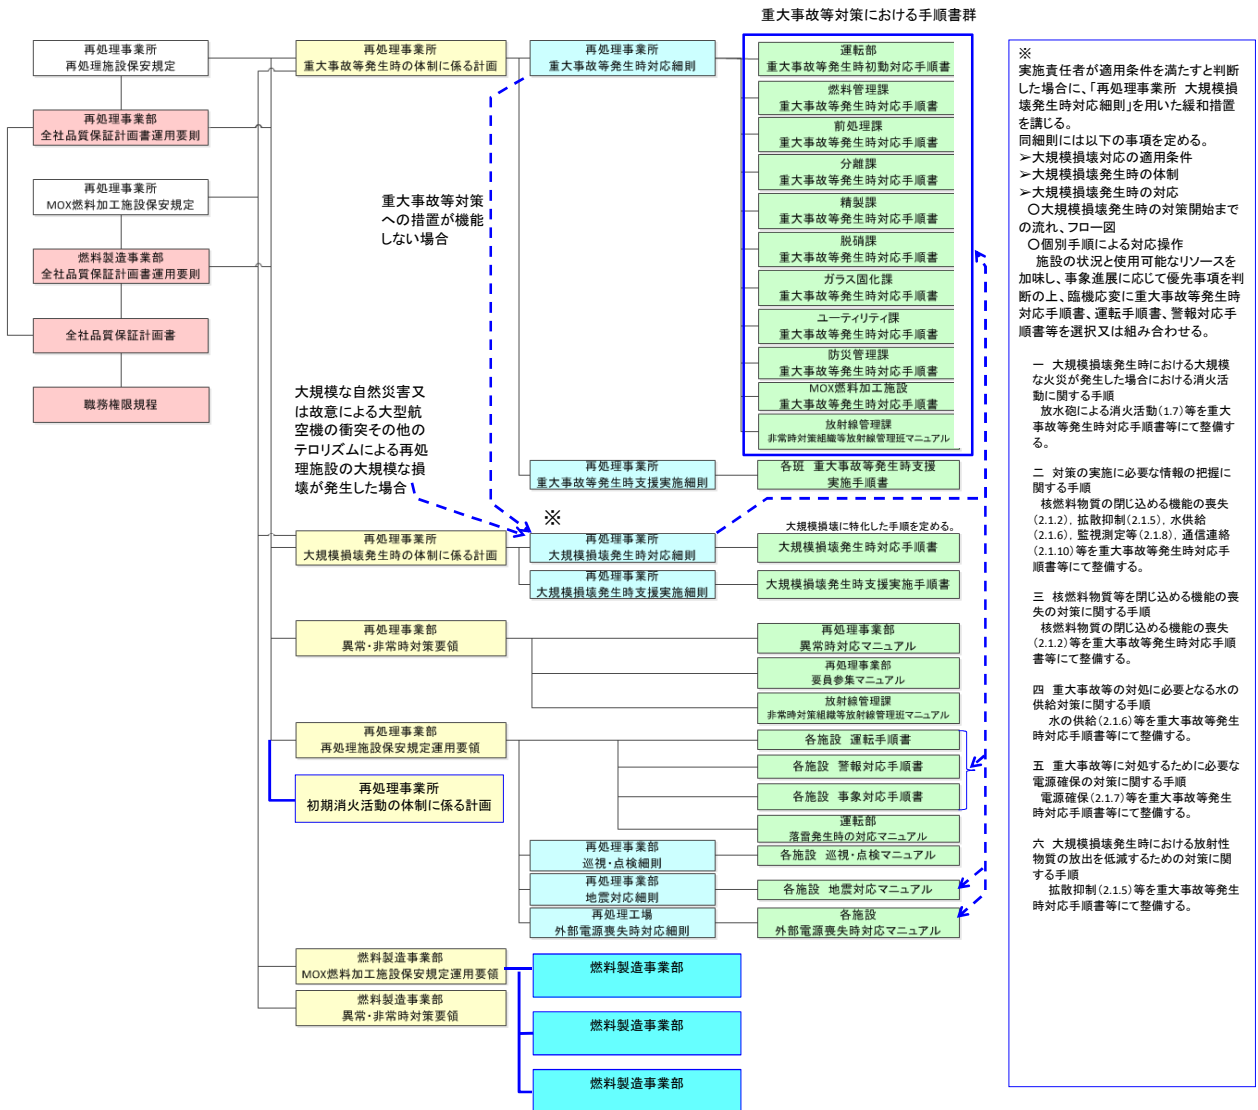 重大事故等対策における手順書群
再処理事業所
再処理施設保安規定
再処理事業部
全社品質保証計画書運用要則
再処理事業所
MOX燃料加工施設保安規定
燃料製造事業部
全社品質保証計画書運用要則
全社品質保証計画書
職務権限規程
再処理事業所
重大事故等発生時の体制に係る計画
再処理事業所
重大事故等発生時対応細則
運転部
重大事故等発生時初動対応手順書
燃料管理課
重大事故等発生時対応手順書
前処理課
重大事故等発生時対応手順書
分離課
重大事故等発生時対応手順書
精製課
重大事故等発生時対応手順書
脱硝課
重大事故等発生時対応手順書
ガラス固化課
重大事故等発生時対応手順書
ユーティリティ課
重大事故等発生時対応手順書
防災管理課
重大事故等発生時対応手順書
MOX燃料加工施設
重大事故等発生時対応手順書
放射線管理課
非常時対策組織等放射線管理班マニュアル
重大事故等対策
への措置が機能
しない場合
大規模な自然災害又
は故意による大型航
空機の衝突その他の
テロリズムによる再処
理施設の大規模な損
壊が発生した場合
再処理事業所
重大事故等発生時支援実施細則
各班 重大事故等発生時支援
実施手順書
※
大規模損壊に特化した手順を定める。
再処理事業所
大規模損壊発生時の体制に係る計画
再処理事業所
大規模損壊発生時対応細則
大規模損壊発生時対応手順書
再処理事業所
大規模損壊発生時支援実施細則
大規模損壊発生時支援実施手順書
再処理事業部
異常・非常時対策要領
再処理事業部
異常時対応マニュアル
再処理事業部
要員参集マニュアル
放射線管理課
非常時対策組織等放射線管理班マニュアル
再処理事業部
再処理施設保安規定運用要領
各施設 運転手順書
各施設 警報対応手順書
各施設 事象対応手順書
運転部
落雷発生時の対応マニュアル
再処理事業所
初期消火活動の体制に係る計画
再処理事業部
巡視・点検細則
各施設 巡視・点検マニュアル
再処理事業部
地震対応細則
各施設 地震対応マニュアル
再処理工場
外部電源喪失時対応細則
各施設
外部電源喪失時対応マニュアル
燃料製造事業部
MOX燃料加工施設保安規定運用要領
燃料製造事業部
異常・非常時対策要領
燃料製造事業部
燃料製造事業部
燃料製造事業部
※
実施責任者が適用条件を満たすと判断
した場合に、「再処理事業所 大規模損
壊発生時対応細則」を用いた緩和措置
を講じる。
同細則には以下の事項を定める。
➢大規模損壊対応の適用条件
➢大規模損壊発生時の体制
➢大規模損壊発生時の対応
〇大規模損壊発生時の対策開始まで
の流れ、フロー図
〇個別手順による対応操作
施設の状況と使用可能なリソースを
加味し、事象進展に応じて優先事項を判
断の上、臨機応変に重大事故等発生時
対応手順書、運転手順書、警報対応手
順書等を選択又は組み合わせる。
一 大規模損壊発生時における大規模
な火災が発生した場合における消火活
動に関する手順
放水砲による消火活動(1.7)等を重大
事故等発生時対応手順書等にて整備す
る。
二 対策の実施に必要な情報の把握に
関する手順
核燃料物質の閉じ込める機能の喪失
(2.1.2)，拡散抑制(2.1.5)，水供給
(2.1.6)，監視測定等(2.1.8)，通信連絡
(2.1.10)等を重大事故等発生時対応手
順書等にて整備する。
三 核燃料物質等を閉じ込める機能の喪
失の対策に関する手順
核燃料物質の閉じ込める機能の喪失
(2.1.2)等を重大事故等発生時対応手順
書等にて整備する。
四 重大事故等の対処に必要となる水の
供給対策に関する手順
水の供給(2.1.6)等を重大事故等発生
時対応手順書等にて整備する。
五 重大事故等に対処するために必要な
電源確保の対策に関する手順
電源確保(2.1.7)等を重大事故等発生
時対応手順書等にて整備する。
六 大規模損壊発生時における放射性
物質の放出を低減するための対策に関
する手順
拡散抑制(2.1.5)等を重大事故等発生
時対応手順書等にて整備する。